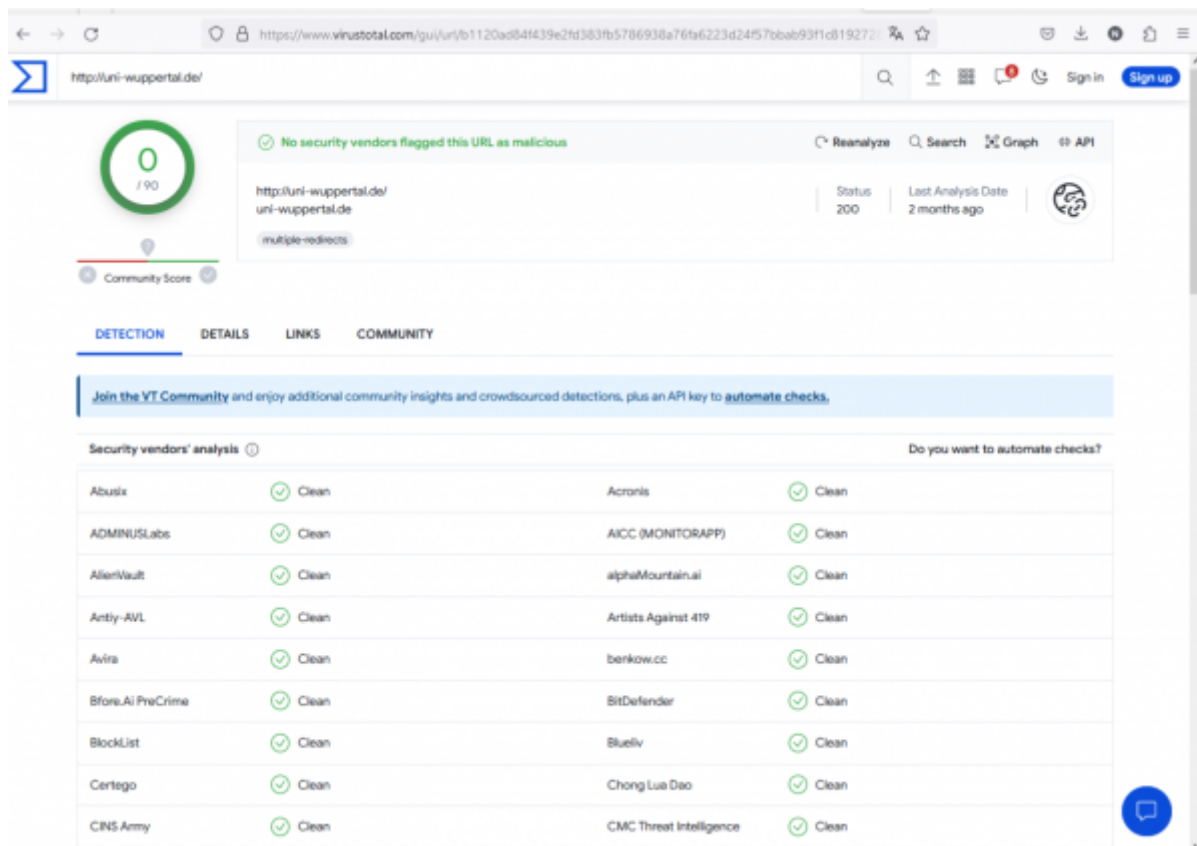 https://www.virustotal.com/gui/url/
http://uni-wuppertal.de/
Sign in
Sign up
0
/ 90
Community Score
No security vendors flagged this URL as malicious
Reanalyze
Search
Graph
API
http://uni-wuppertal.de/
uni-wuppertal.de
multiple-redirects
Status
200
Last Analysis Date
2 months ago
DETECTION DETAILS LINKS COMMUNITY
Join the VT Community and enjoy additional community insights and crowdsourced detections, plus an API key to automate checks.
Security vendors' analysis
Do you want to automate checks?
Abusix Clean Acronis Clean
ADMINUSLabs Clean AICC (MONITORAPP) Clean
AlienVault Clean alphaMountain.ai Clean
Antiy-AVL Clean Artists Against 419 Clean
Avira Clean benkow.cc Clean
Bfore.Ai PreCrime Clean BitDefender Clean
BlockList Clean Blueliv Clean
Certego Clean Chong Lua Dao Clean
CINS Army Clean CMC Threat Intelligence Clean